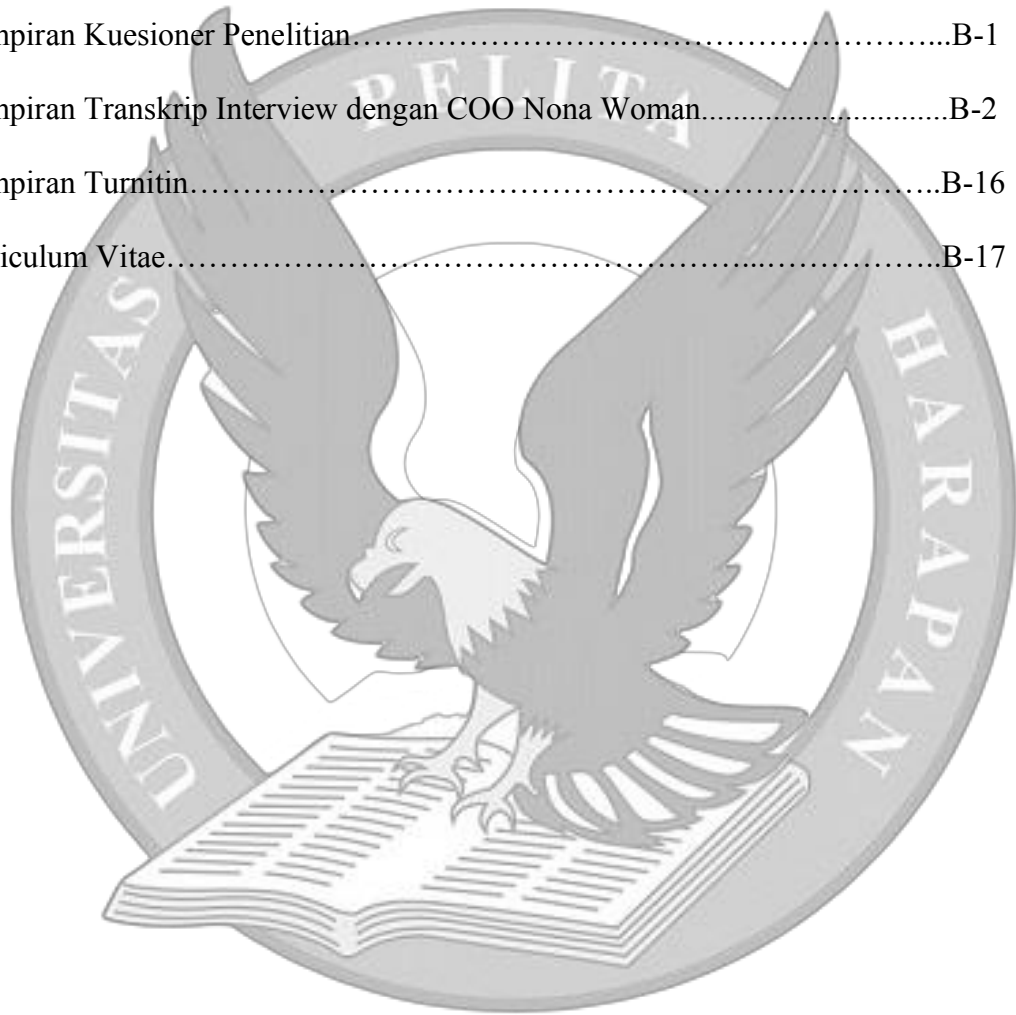 npiran Kuesioner Penelitian…………………………………………………...B-1
npiran Transkrip Interview dengan COO Nona Woman..............................B-2
npiran Turnitin………………………………………………………………..B-16
iculum Vitae…………………………………………………...……………..B-17
UNIVERSITAS PELITA HARAPAN